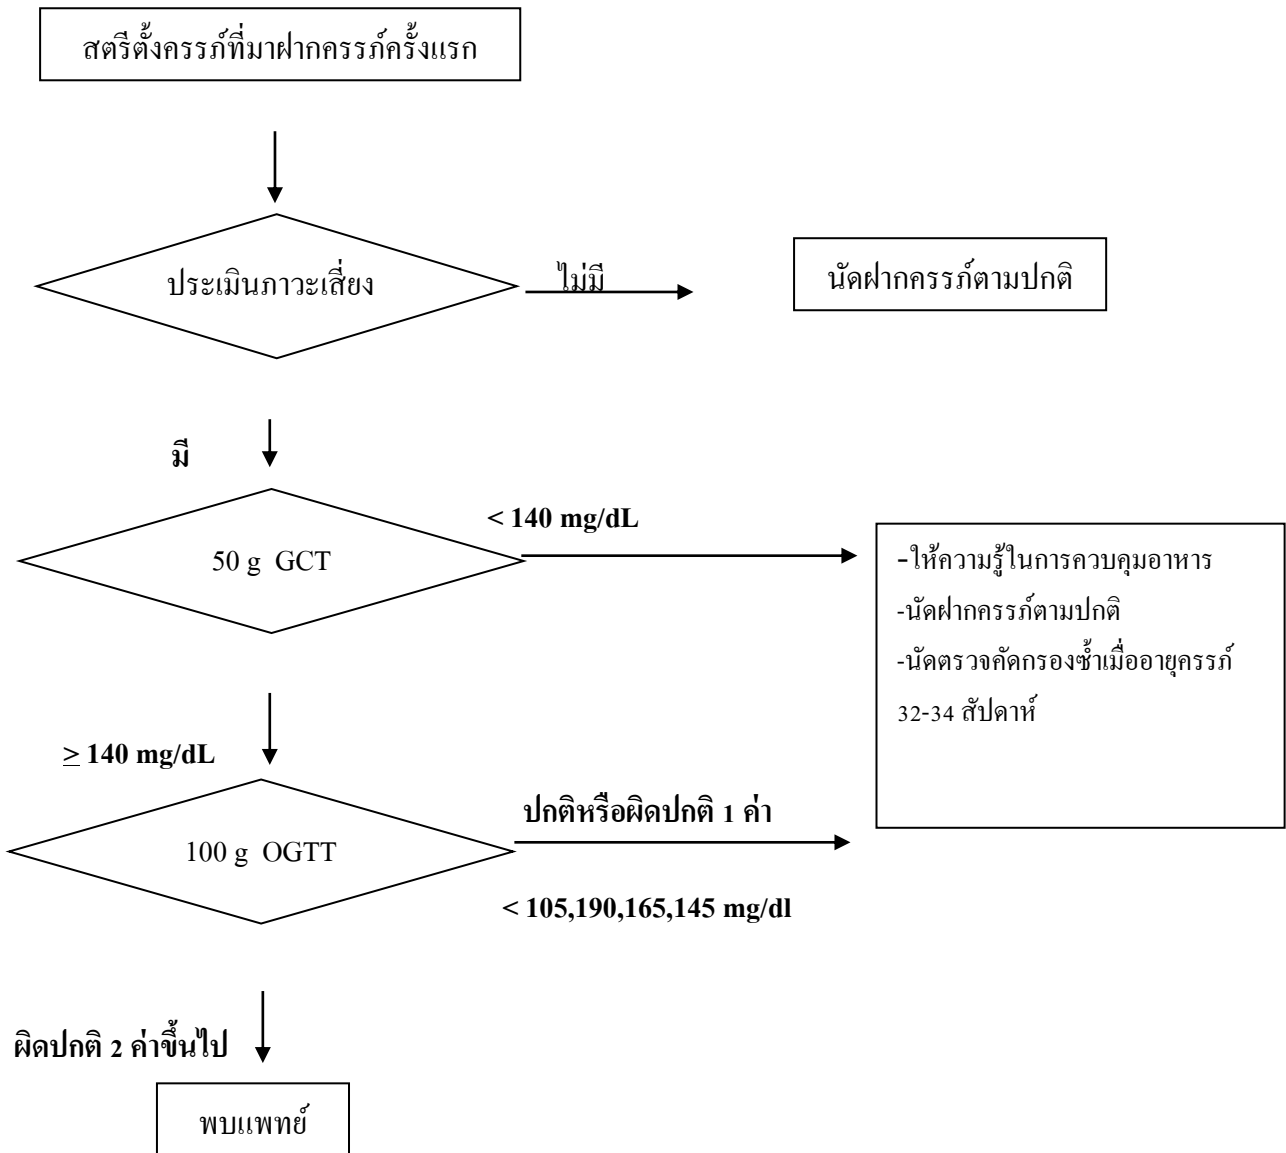 สตรีตั้งครรภ์ที่มาฝากครรภ์ครั้งแรก
ประเมินภาวะเสี่ยง
ไม่มี
นัดฝากครรภ์ตามปกติ
มี
50 g GCT
< 140 mg/dL
-ให้ความรู้ในการควบคุมอาหาร
-นัดฝากครรภ์ตามปกติ
-นัดตรวจคัดกรองซ้ำเมื่ออายุครรภ์
32-34 สัปดาห์
≥ 140 mg/dL
100 g OGTT
ปกติหรือผิดปกติ 1 ค่า
< 105,190,165,145 mg/dl
ผิดปกติ 2 ค่าขึ้นไป
พบแพทย์